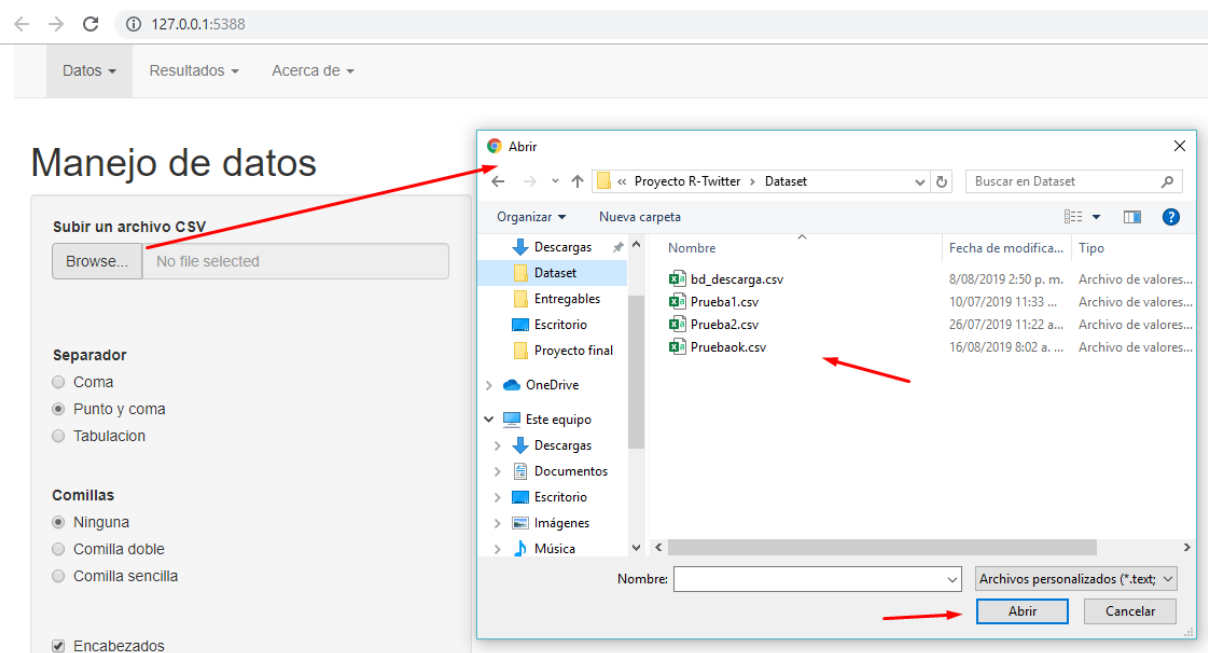 127.0.0.1:5388
Datos Resultados Acerca de
Manejo de datos
Subir un archivo CSV
Browse... No file selected
Separador
Coma
Punto y coma
Tabulacion
Comillas
Ninguna
Comilla doble
Comilla sencilla
Encabezados
Abrir
« Proyecto R-Twitter > Dataset Buscar en Dataset
Organizar Nueva carpeta
Descargas
Dataset
Entregables
Escritorio
Proyecto final
OneDrive
Este equipo
Descargas
Documentos
Escritorio
Imágenes
Música
Nombre Fecha de modifica... Tipo
bd_descarga.csv 8/08/2019 2:50 p. m. Archivo de valores...
Prueba1.csv 10/07/2019 11:33 ... Archivo de valores...
Prueba2.csv 26/07/2019 11:22 a... Archivo de valores...
Pruebaok.csv 16/08/2019 8:02 a. ... Archivo de valores...
Nombre: Archivos personalizados (*.text;
Abrir Cancelar